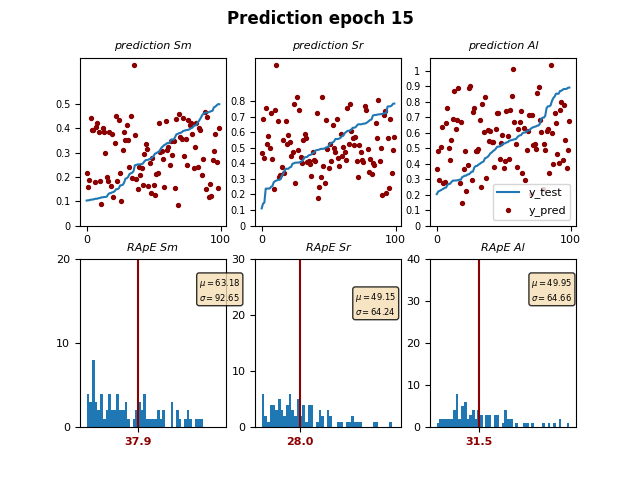 Prediction epoch 15
prediction Sm
prediction Sr
prediction Al
0.5
0.4
0.3
0.2
0.1
0
0 100
0.8
0.7
0.6
0.5
0.4
0.3
0.2
0.1
0
0 100
1
0.9
0.8
0.7
0.6
0.5
0.4
0.3
0.2
0.1
0
0 100
y_test
y_pred
RApE Sm
RApE Sr
RApE Al
20
10
0
μ = 63.18
σ = 92.65
37.9
30
20
10
0
μ = 49.15
σ = 64.24
28.0
40
30
20
10
0
μ = 49.95
σ = 64.66
31.5